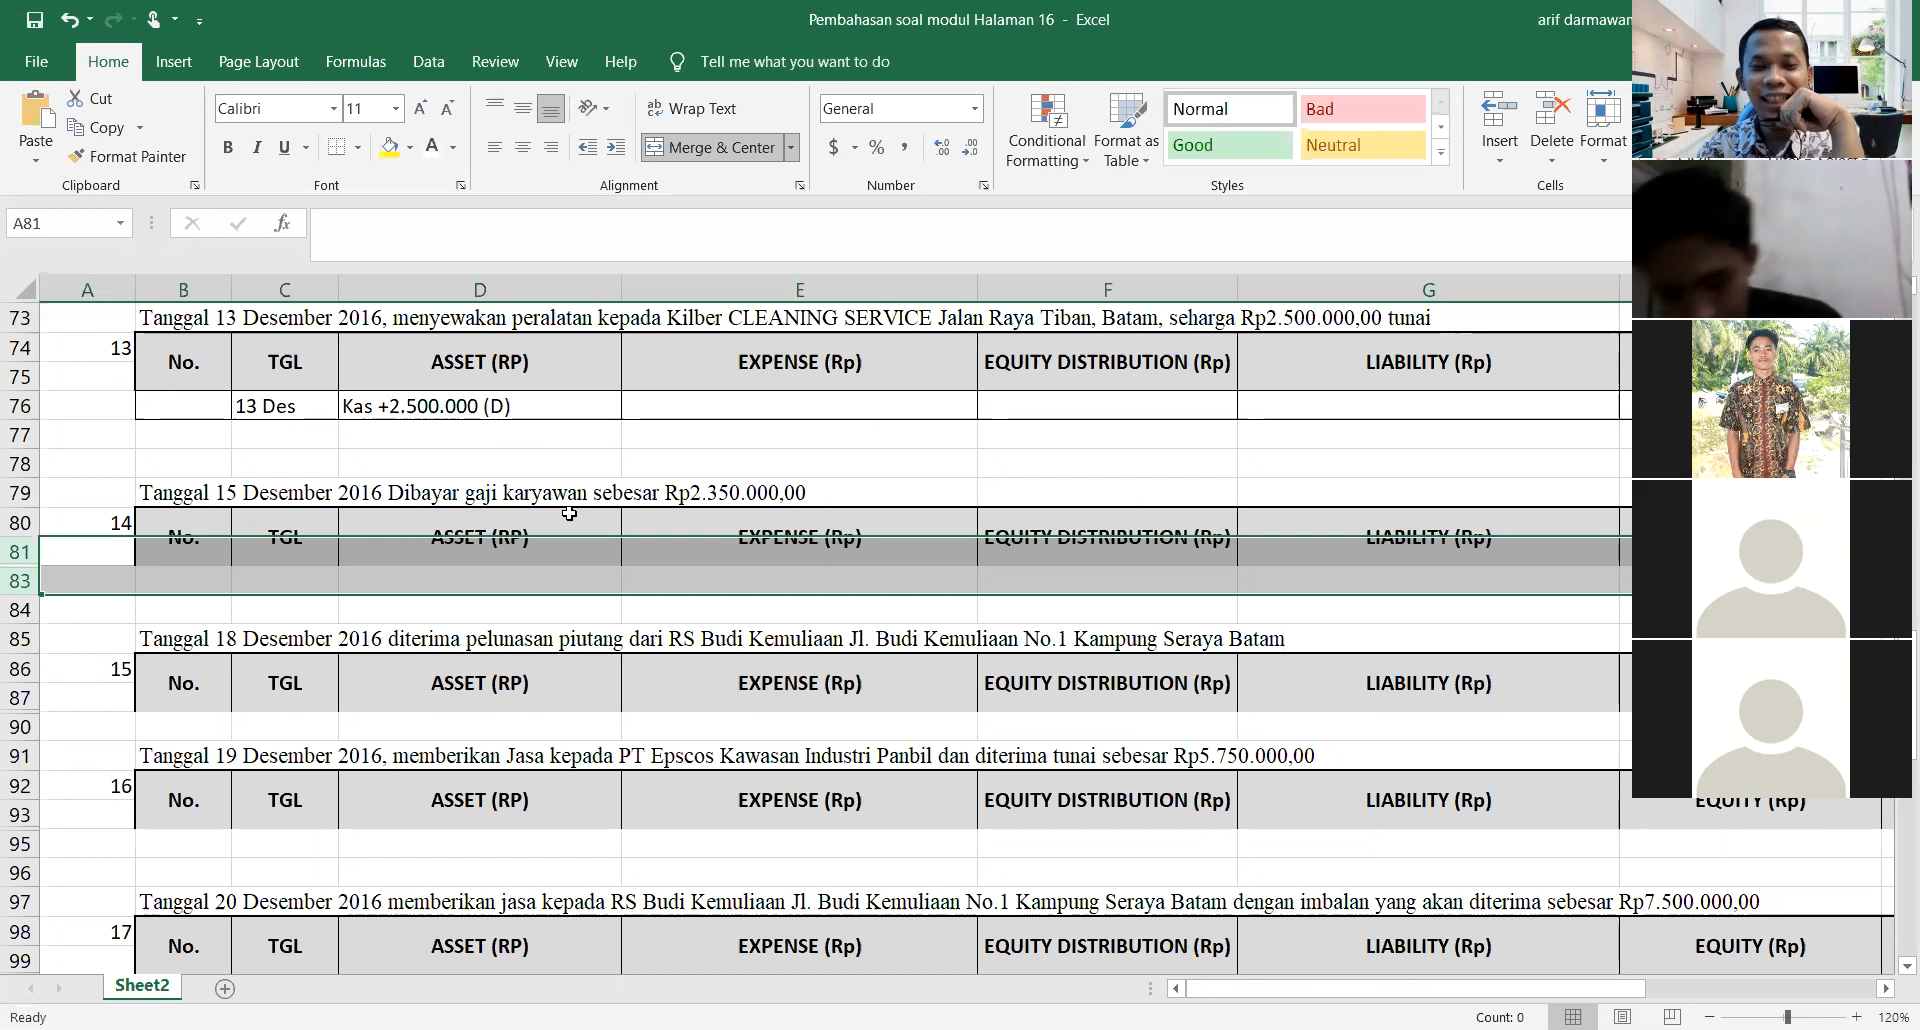 Pembahasan soal modul Halaman 16 - Excel
arif darmawan
File Home Insert Page Layout Formulas Data Review View Help Tell me what you want to do
Cut
Copy
Format Painter
Paste
Clipboard
Calibri 11
B I U
Font
Wrap Text
Merge & Center
Alignment
General
$ % ,
Number
Conditional Formatting
Format as Table
Normal Bad
Good Neutral
Styles
Insert Delete Format
Cells
A81
fx
A B C D E F G
73 Tanggal 13 Desember 2016, menyewakan peralatan kepada Kilber CLEANING SERVICE Jalan Raya Tiban, Batam, seharga Rp2.500.000,00 tunai
74 13 No. TGL ASSET (RP) EXPENSE (Rp) EQUITY DISTRIBUTION (Rp) LIABILITY (Rp)
75
76 13 Des Kas +2.500.000 (D)
77
78
79 Tanggal 15 Desember 2016 Dibayar gaji karyawan sebesar Rp2.350.000,00
80 14 No. TGL ASSET (RP) EXPENSE (Rp) EQUITY DISTRIBUTION (Rp) LIABILITY (Rp)
81
83
84
85 Tanggal 18 Desember 2016 diterima pelunasan piutang dari RS Budi Kemuliaan Jl. Budi Kemuliaan No.1 Kampung Seraya Batam
86 15 No. TGL ASSET (RP) EXPENSE (Rp) EQUITY DISTRIBUTION (Rp) LIABILITY (Rp)
87
90
91 Tanggal 19 Desember 2016, memberikan Jasa kepada PT Epscos Kawasan Industri Panbil dan diterima tunai sebesar Rp5.750.000,00
92 16 No. TGL ASSET (RP) EXPENSE (Rp) EQUITY DISTRIBUTION (Rp) LIABILITY (Rp) EQUITY (Rp)
93
95
96
97 Tanggal 20 Desember 2016 memberikan jasa kepada RS Budi Kemuliaan Jl. Budi Kemuliaan No.1 Kampung Seraya Batam dengan imbalan yang akan diterima sebesar Rp7.500.000,00
98 17 No. TGL ASSET (RP) EXPENSE (Rp) EQUITY DISTRIBUTION (Rp) LIABILITY (Rp) EQUITY (Rp)
99
Sheet2
Ready Count: 0 120%